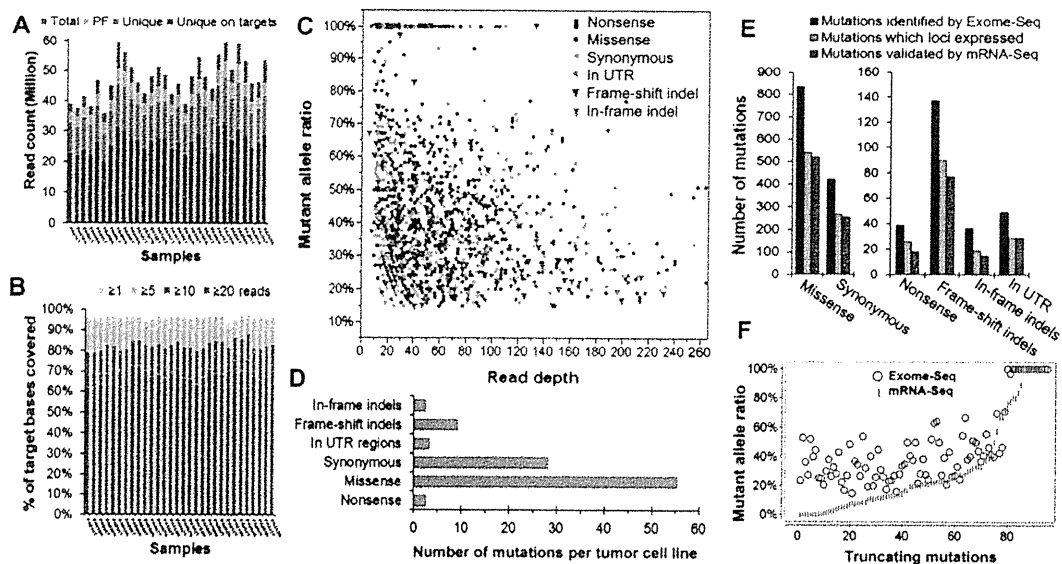 A
Total PF Unique Unique on targets
Read count (Million)
60
50
40
30
20
10
0
Samples
B
≥1 ≥5 ≥10 ≥20 reads
% of target bases covered
100%
90%
80%
70%
60%
50%
40%
30%
20%
10%
0%
Samples
C
Mutant allele ratio
100%
90%
80%
70%
60%
50%
40%
30%
20%
10%
0 20 40 60 80 100 120 140 160 180 200 220 240 260
Read depth
Nonsense
Missense
Synonymous
In UTR
Frame-shift indel
In-frame indel
D
In-frame indels
Frame-shift indels
In UTR regions
Synonymous
Missense
Nonsense
0 10 20 30 40 50 60
Number of mutations per tumor cell line
E
Mutations identified by Exome-Seq
Mutations which loci expressed
Mutations validated by mRNA-Seq
Number of mutations
900
800
700
600
500
400
300
200
100
0
Missense
Synonymous
160
140
120
100
80
60
40
20
0
Nonsense
Frame-shift indels
In-frame indels
In UTR
F
Mutant allele ratio
100%
80%
60%
40%
20%
0%
Exome-Seq
mRNA-Seq
0 20 40 60 80
Truncating mutations